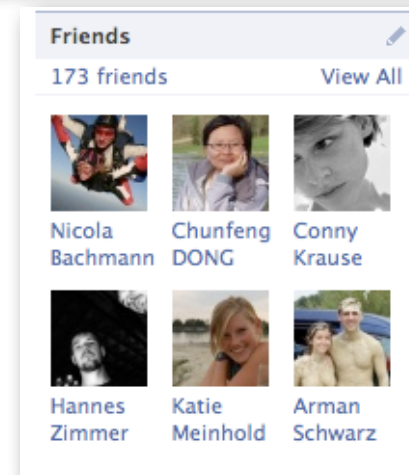 Friends
173 friends View All
Nicola Bachmann
Chunfeng DONG
Conny Krause
Hannes Zimmer
Katie Meinhold
Arman Schwarz